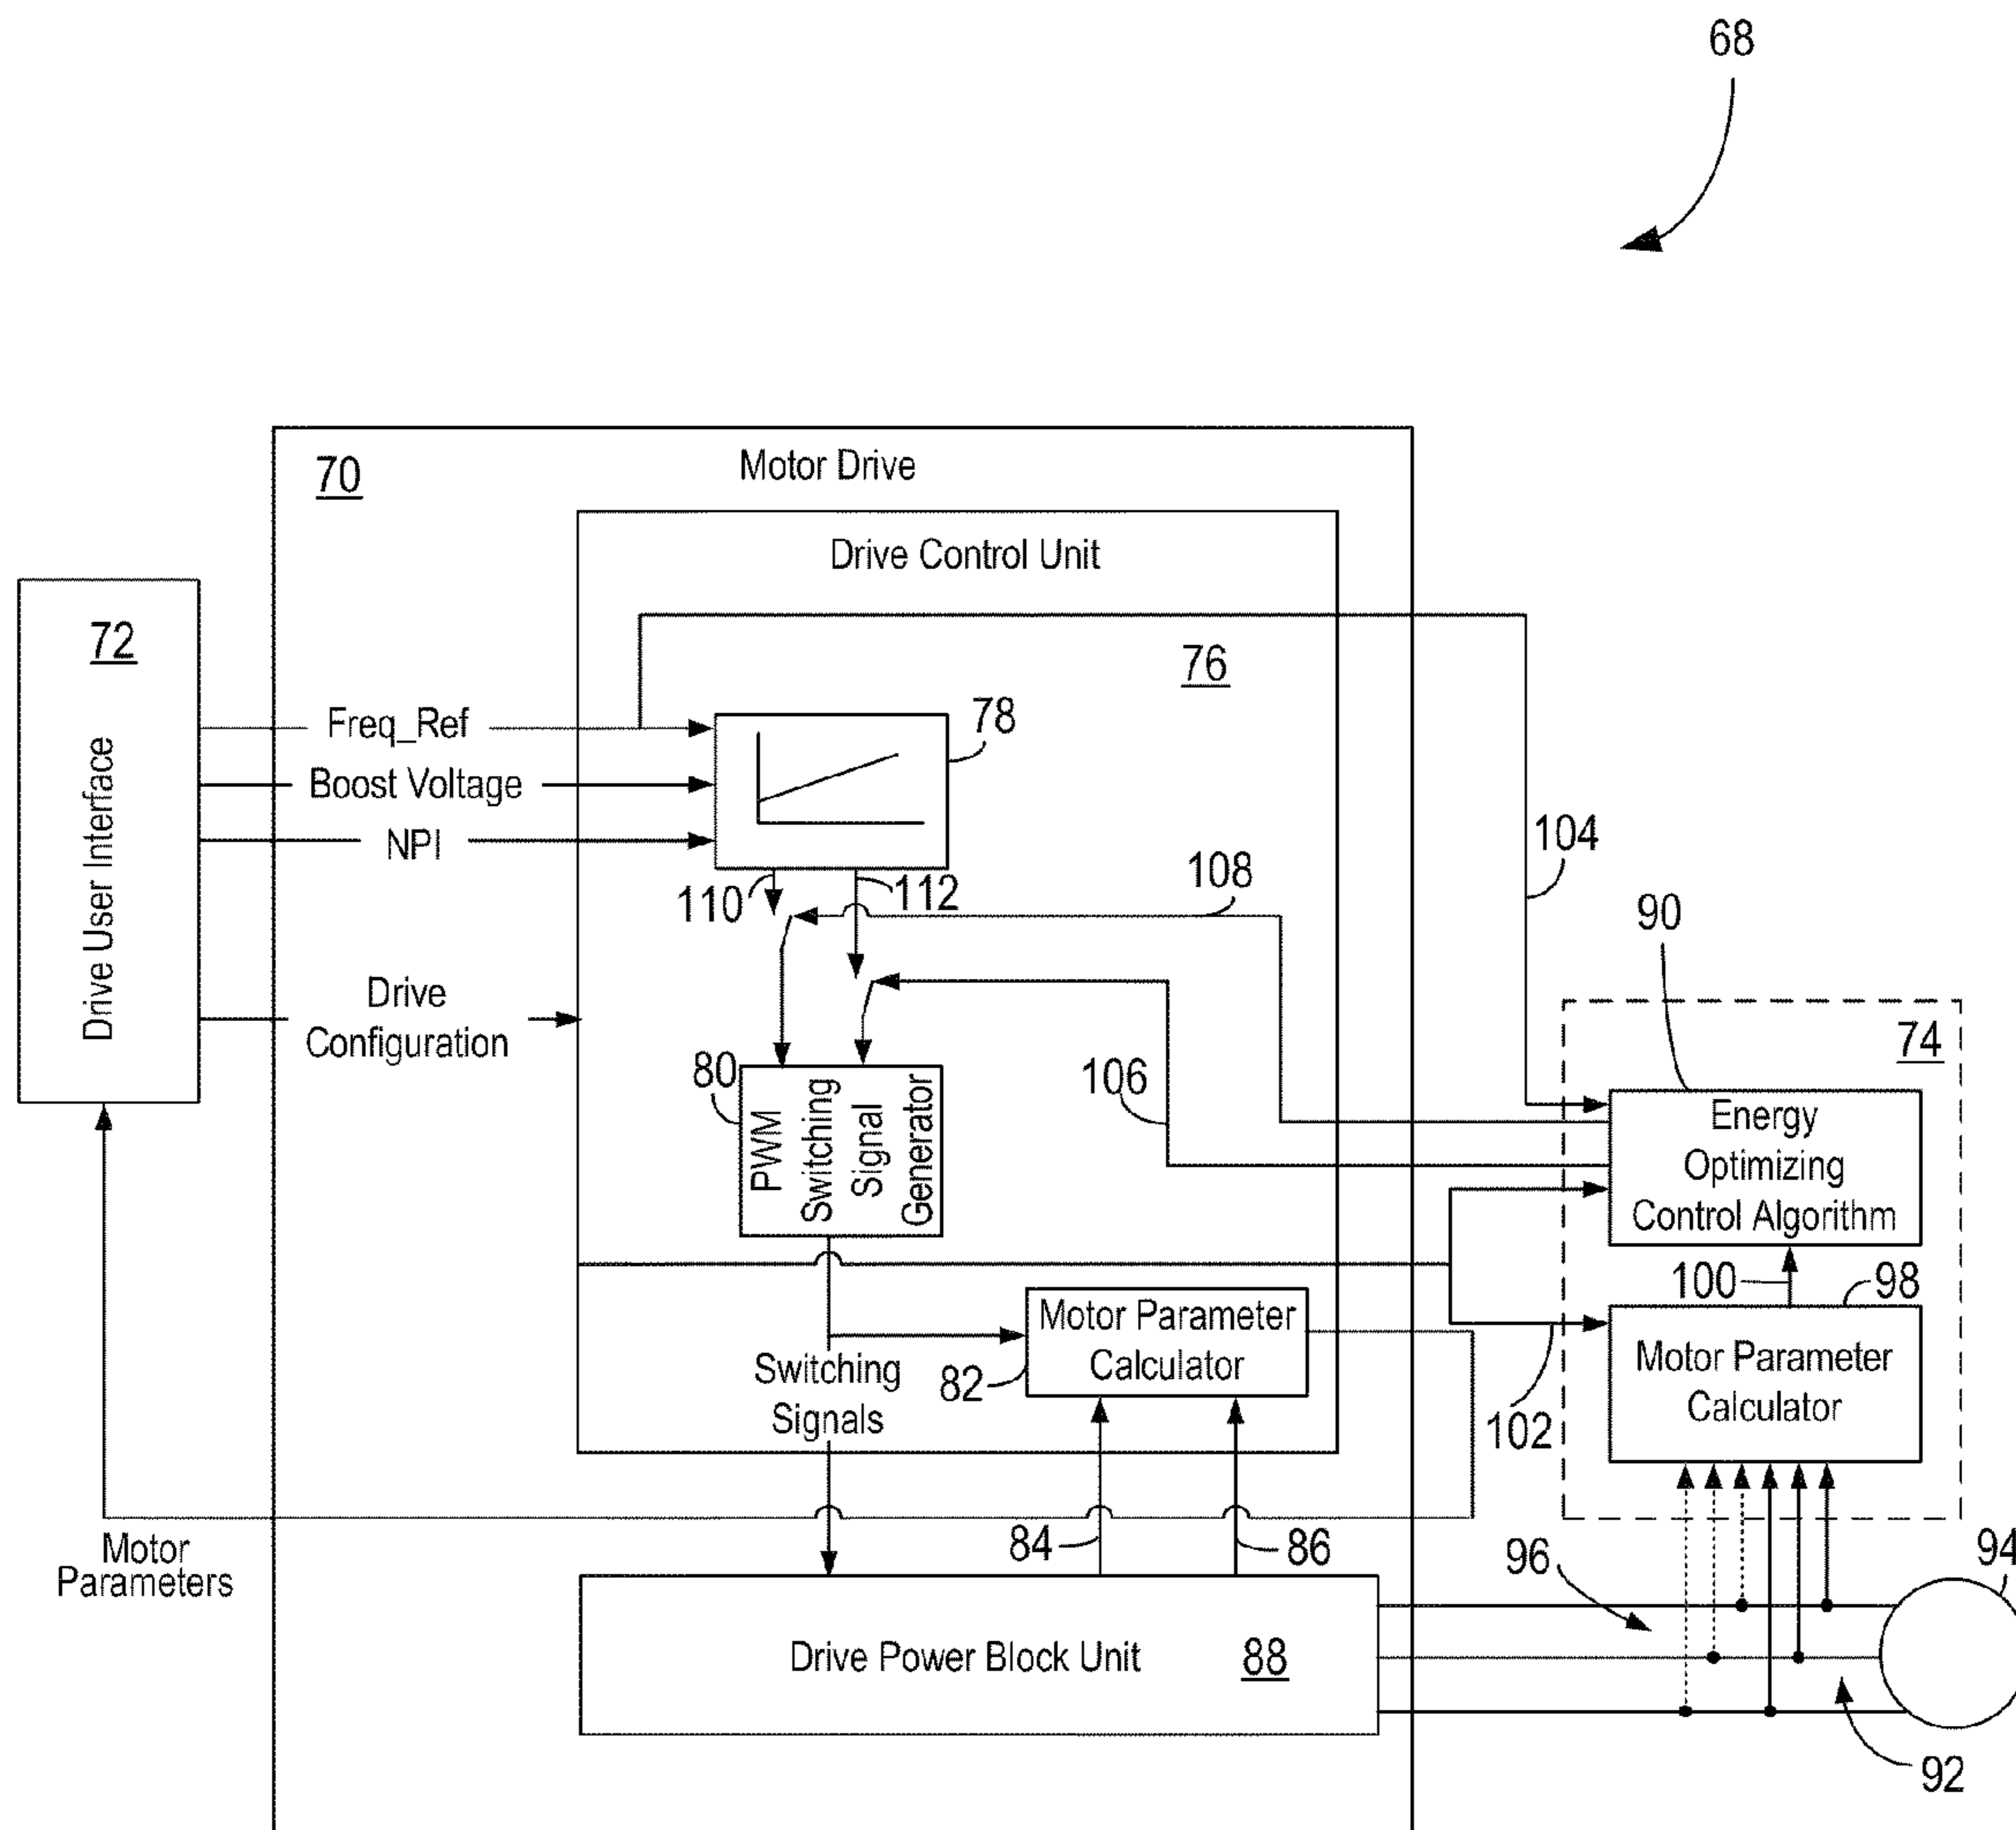 68
70
Motor Drive
Drive Control Unit
72
Drive User Interface
76
Freq_Ref
78
Boost Voltage
NPI
104
110
112
108
90
Drive
Configuration
74
80
PWM
Switching
Signal
Generator
106
Energy
Optimizing
Control Algorithm
100
98
Motor Parameter
Calculator
82
Switching
Signals
Motor Parameter
Calculator
102
84
86
Motor
Parameters
96
94
Drive Power Block Unit
88
92